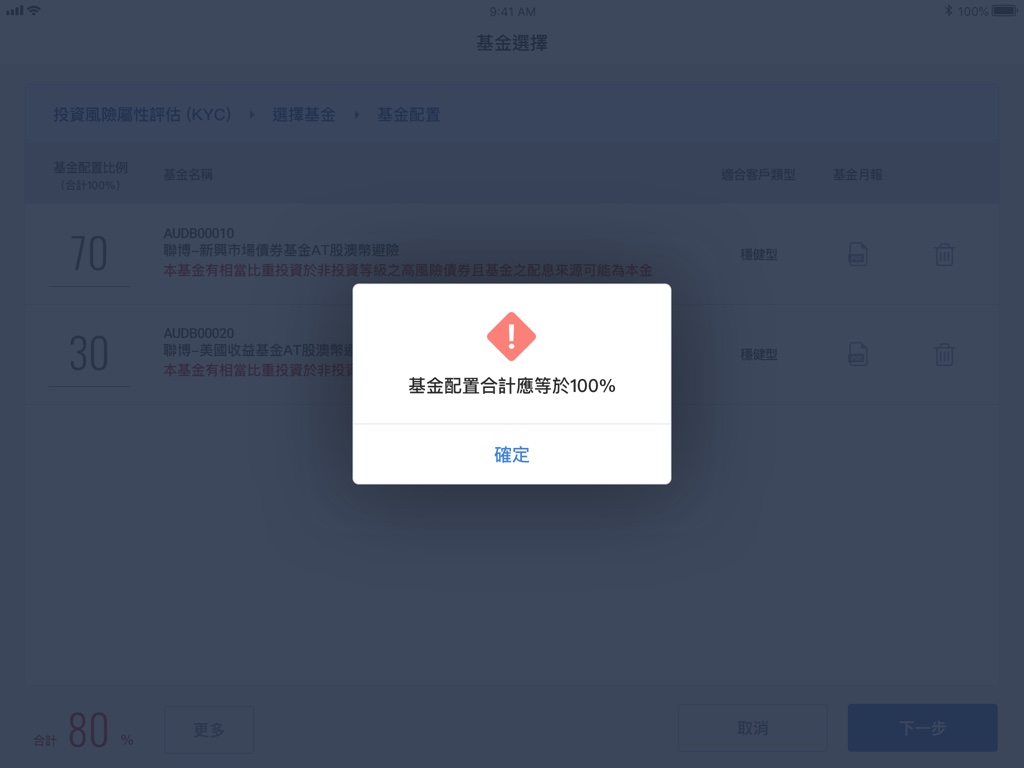 9:41 AM
100%
基金選擇
投資風險屬性評估 (KYC)
選擇基金
基金配置
基金配置比例
(合計100%)
基金名稱
適合客戶類型
基金月報
70
AUDB00010
聯博-新興市場債券基金AT股澳幣避險
本基金有相當比重投資於非投資等級之高風險債券且基金之配息來源可能為本金
穩健型
30
AUDB00020
聯博-美國收益基金AT股澳幣
本基金有相當比重投資於非投
穩健型
基金配置合計應等於100%
確定
合計 80 %
更多
取消
下一步